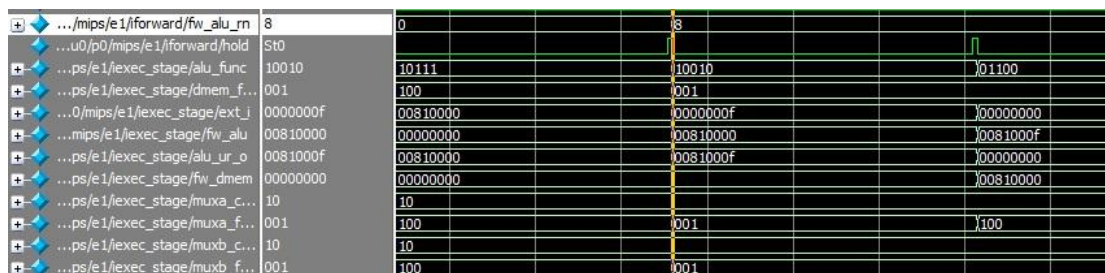 .../mips/e1/iforward/fw_alu_rn 8 0 8
...u0/p0/mips/e1/iforward/hold St0
...ps/e1/iexec_stage/alu_func 10010 10111 10010 01100
...ps/e1/iexec_stage/dmem_f... 001 100 001
...0/mips/e1/iexec_stage/ext_i 0000000f 00810000 0000000f 00000000
...mips/e1/iexec_stage/fw_alu 00810000 00000000 00810000 0081000f
...ps/e1/iexec_stage/alu_ur_o 0081000f 00810000 0081000f 00000000
...ps/e1/iexec_stage/fw_dmem 00000000 00000000 00810000
...ps/e1/iexec_stage/muxa_c... 10 10
...ps/e1/iexec_stage/muxa_f... 001 100 001 100
...ps/e1/iexec_stage/muxb_c... 10 10
...ps/e1/iexec_stage/muxb_f... 001 100 001